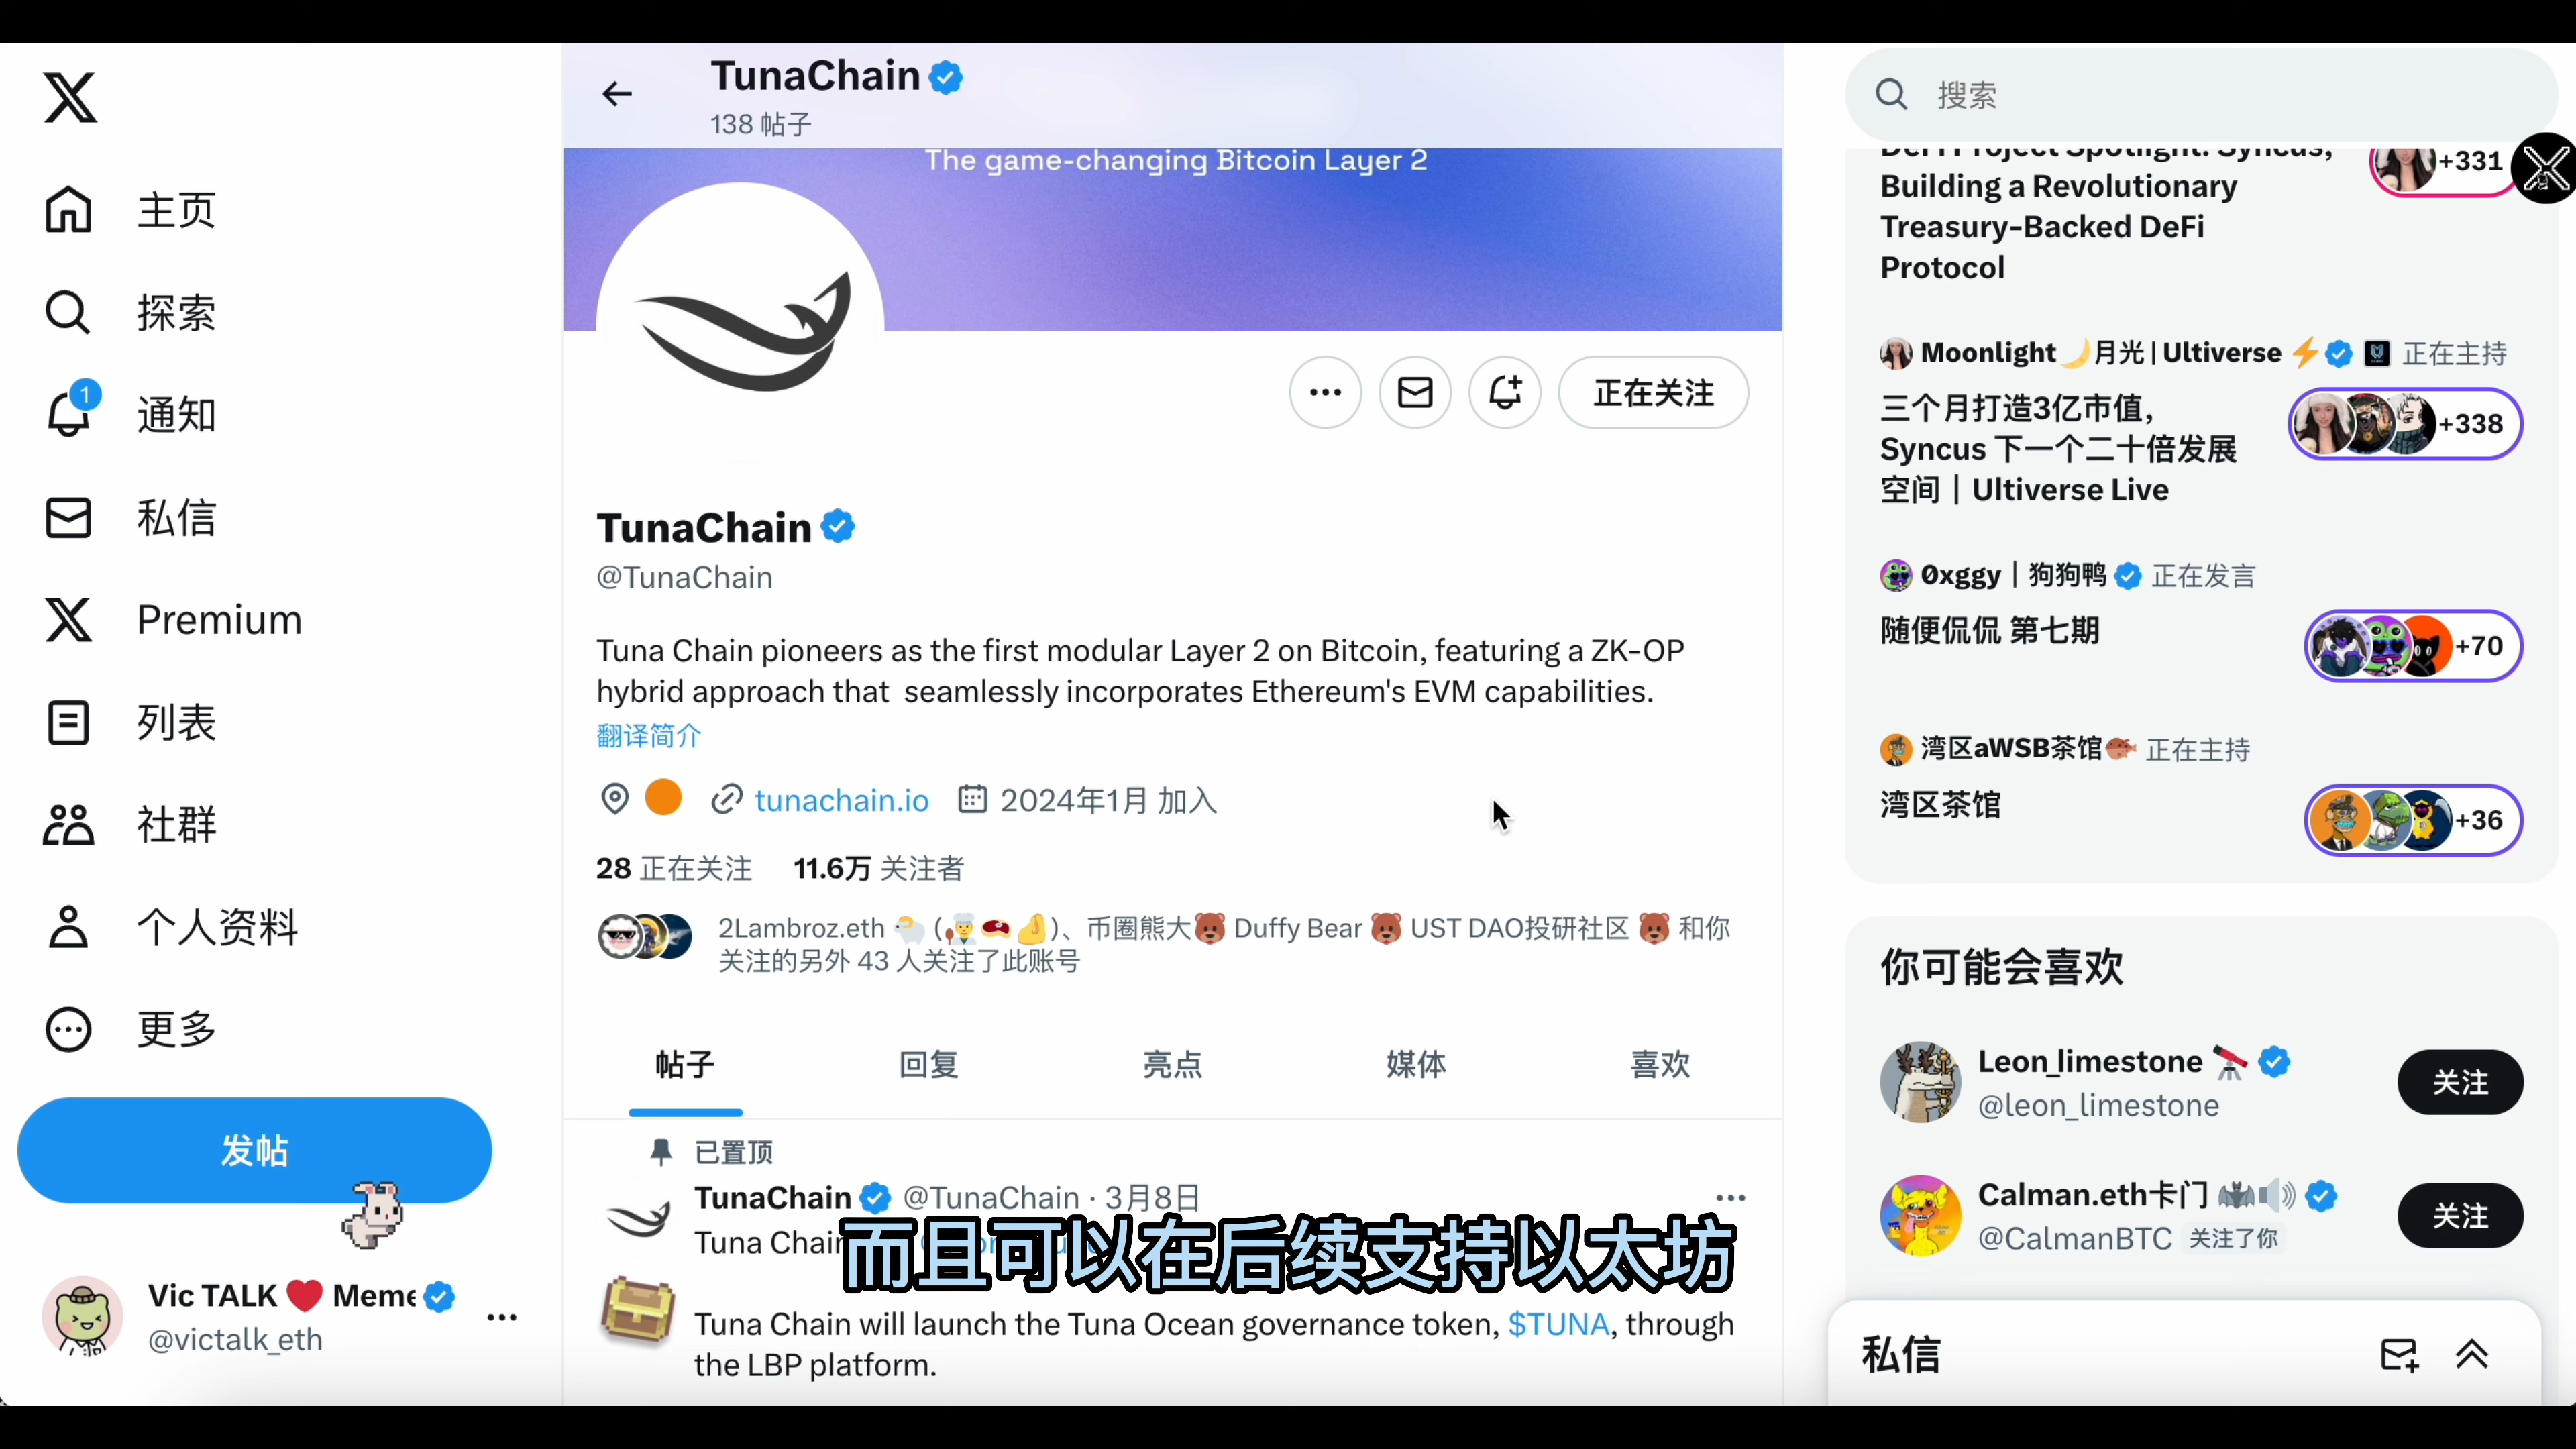 主页
探索
1
通知
私信
Premium
列表
社群
个人资料
更多
发帖
Vic TALK ❤️ Meme
@victalk_eth
TunaChain
138 帖子
The game-changing Bitcoin Layer 2
正在关注
TunaChain
@TunaChain
Tuna Chain pioneers as the first modular Layer 2 on Bitcoin, featuring a ZK-OP
hybrid approach that seamlessly incorporates Ethereum's EVM capabilities.
翻译简介
tunachain.io 2024年1月 加入
28 正在关注 11.6万 关注者
2Lambroz.eth 🐑 (👨‍🍳🥩🫴)、币圈熊大🐻 Duffy Bear 🐻 UST DAO投研社区 🐻 和你
关注的另外 43 人关注了此账号
帖子 回复 亮点 媒体 喜欢
已置顶
TunaChain @TunaChain · 3月8日
Tuna Chain
而且可以在后续支持以太坊
Tuna Chain will launch the Tuna Ocean governance token, $TUNA, through
the LBP platform.
搜索
DeFi Project Spotlight: Syncus,
Building a Revolutionary
Treasury-Backed DeFi
Protocol
+331
Moonlight🌙月光|Ultiverse ⚡ 正在主持
三个月打造3亿市值,
Syncus 下一个二十倍发展
空间｜Ultiverse Live
+338
0xggy｜狗狗鸭 正在发言
随便侃侃 第七期
+70
湾区aWSB茶馆🐡 正在主持
湾区茶馆
+36
你可能会喜欢
Leon_limestone 🔭
@leon_limestone
关注
Calman.eth卡门 🦇🔊
@CalmanBTC 关注了你
关注
私信